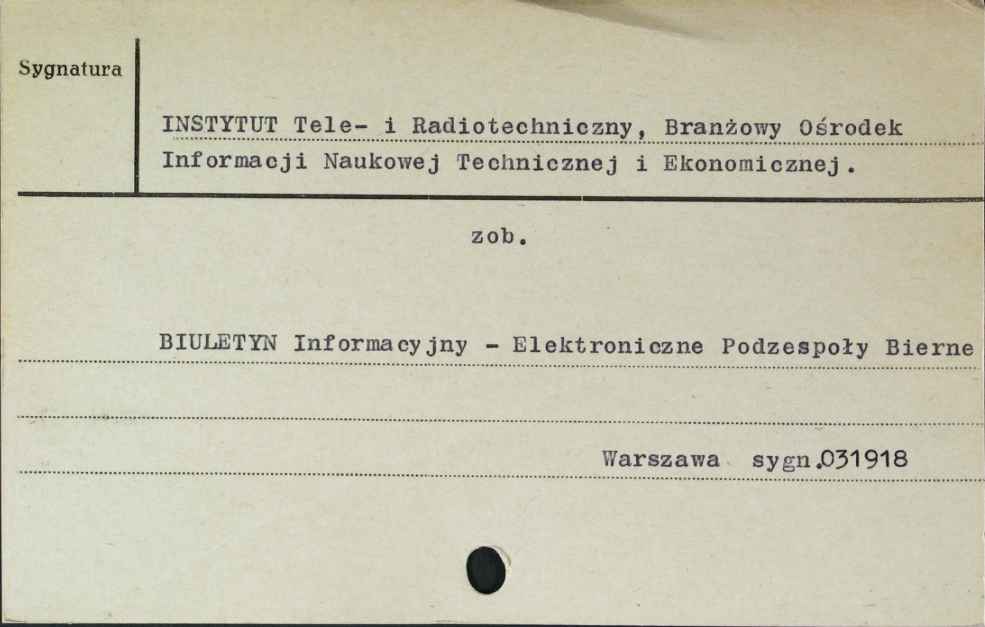 Sygnatura
INSTYTUT Tele- i Radiotechniczny, Branżowy Ośrodek
Informacji Naukowej Technicznej i Ekonomicznej.
zob.
BIULETYN Informacyjny - Elektroniczne Podzespoły Bierne
Warszawa sygn.031918